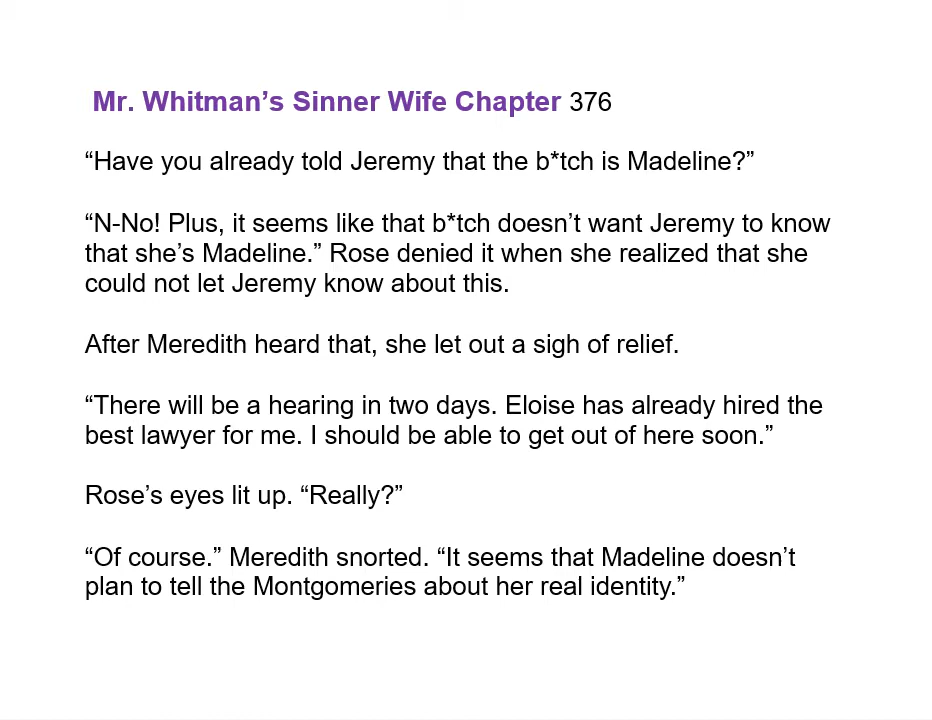 Mr. Whitman’s Sinner Wife Chapter 376
“Have you already told Jeremy that the b*tch is Madeline?”
“N-No! Plus, it seems like that b*tch doesn’t want Jeremy to know
that she’s Madeline.” Rose denied it when she realized that she
could not let Jeremy know about this.
After Meredith heard that, she let out a sigh of relief.
“There will be a hearing in two days. Eloise has already hired the
best lawyer for me. I should be able to get out of here soon.”
Rose’s eyes lit up. “Really?”
“Of course.” Meredith snorted. “It seems that Madeline doesn’t
plan to tell the Montgomeries about her real identity.”